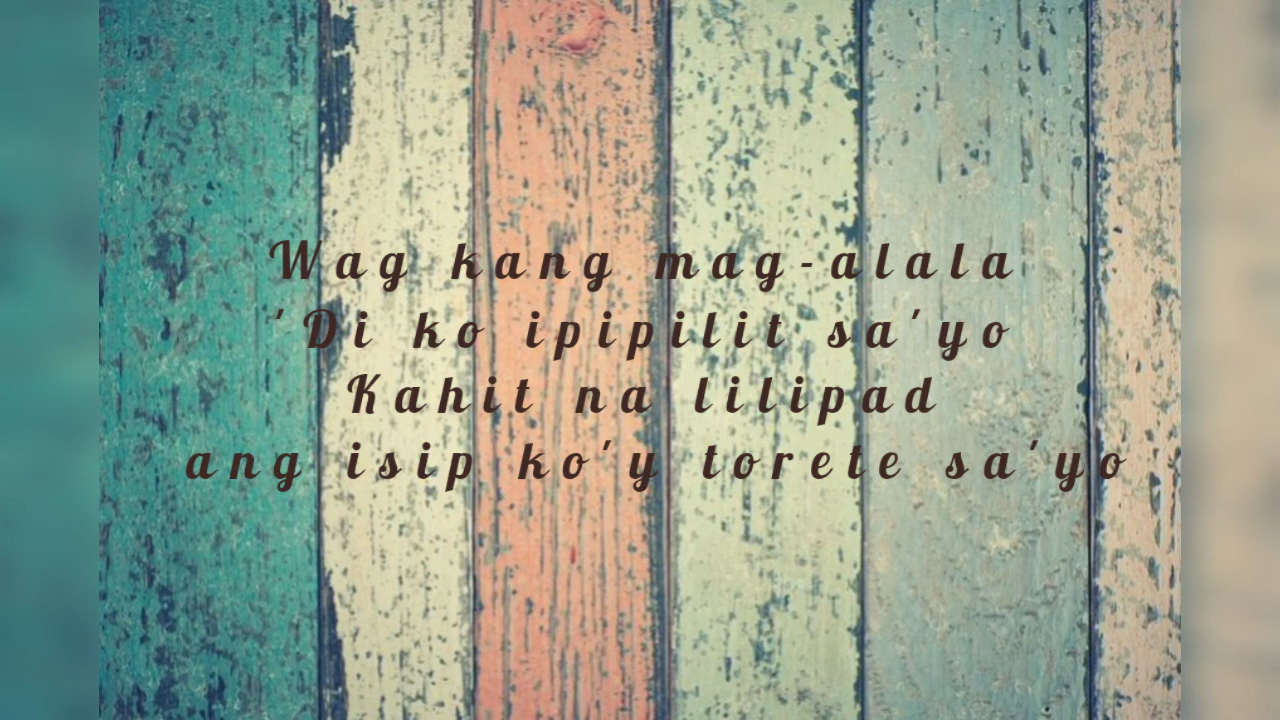 Wag kang mag-alala
'Di ko ipipilit sa'yo
Kahit na lilipad
ang isip ko'y torete sa'yo